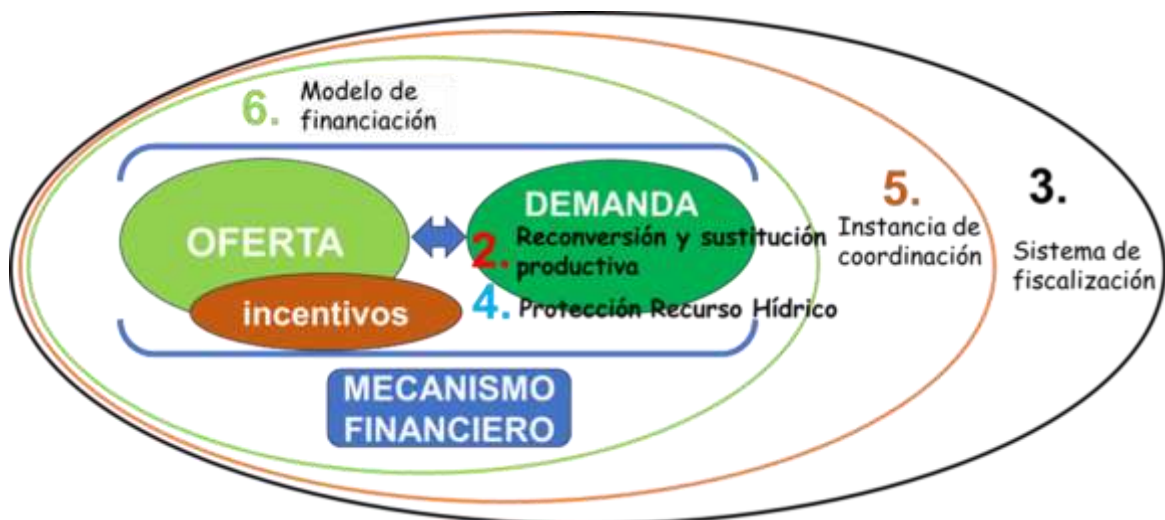 6. Modelo de
financiación
OFERTA
incentivos
DEMANDA
2. Reconversión y sustitución
productiva
4. Protección Recurso Hídrico
MECANISMO
FINANCIERO
5.
Instancia de
coordinación
3.
Sistema de
fiscalización